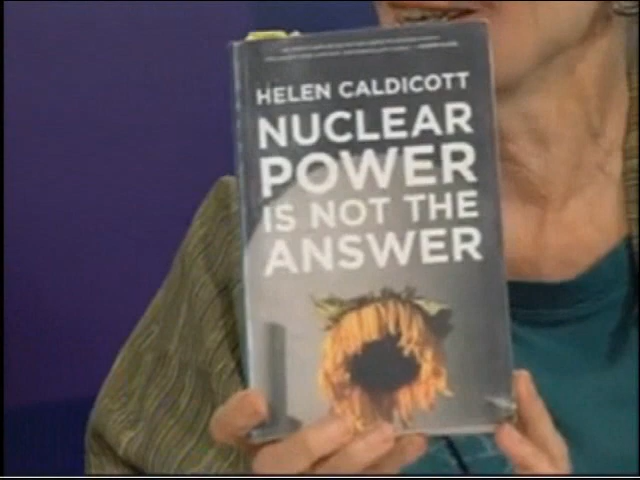 HELEN CALDICOTT
NUCLEAR
POWER
IS NOT THE
ANSWER